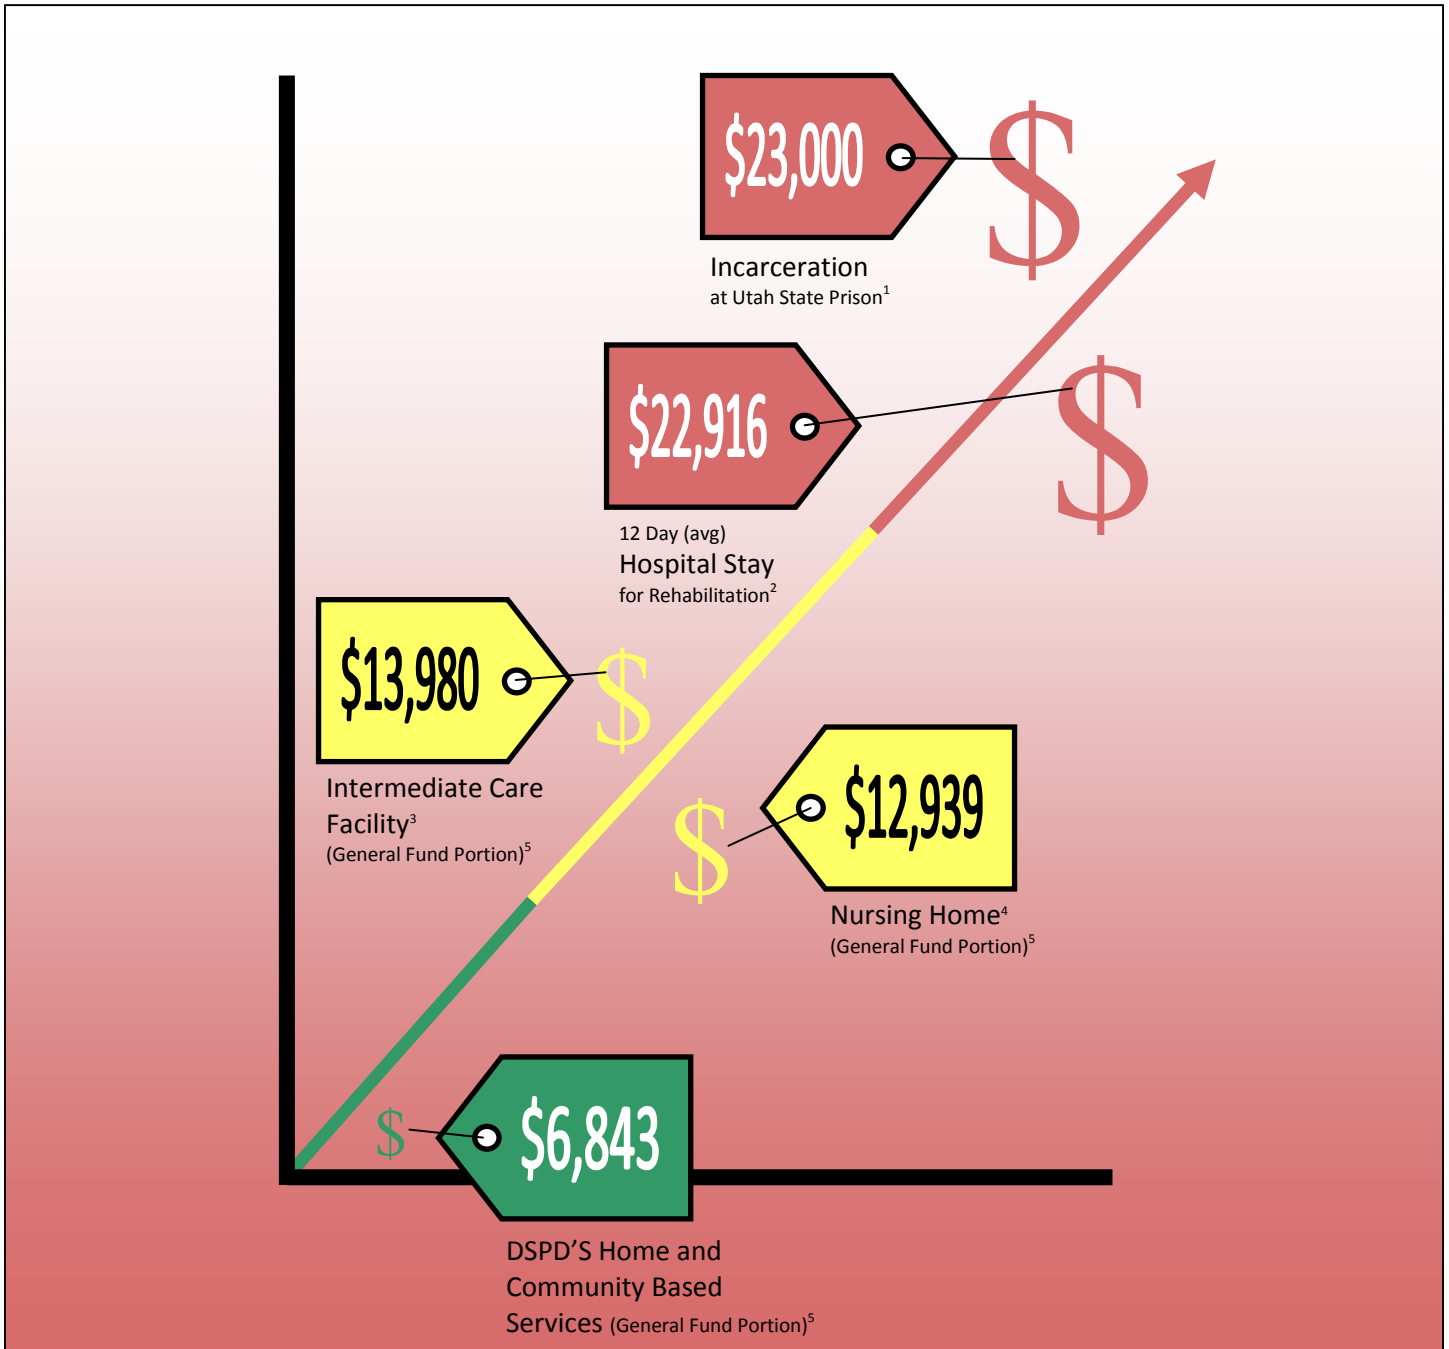 $23,000
$
Incarceration
at Utah State Prison1
$22,916
$
12 Day (avg)
Hospital Stay
for Rehabilitation2
$13,980
$
Intermediate Care
Facility3
(General Fund Portion)5
$
$12,939
Nursing Home4
(General Fund Portion)5
$
$6,843
DSPD'S Home and
Community Based
Services (General Fund Portion)5